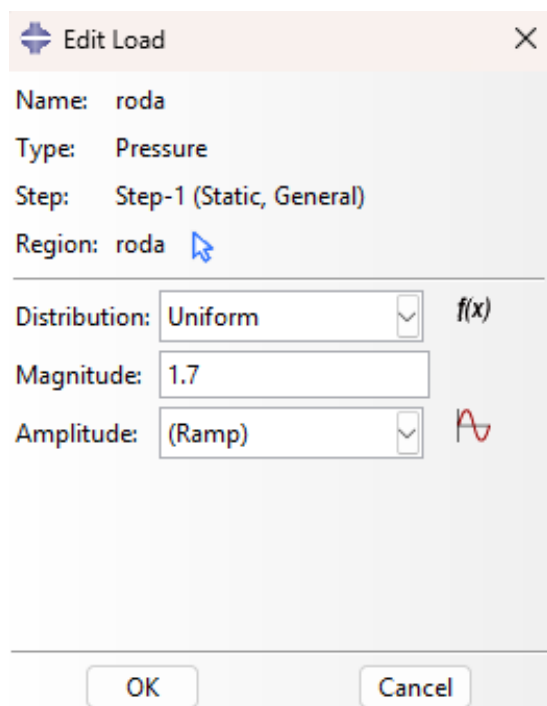 Edit Load
Name: roda
Type: Pressure
Step: Step-1 (Static, General)
Region: roda
Distribution: Uniform f(x)
Magnitude: 1.7
Amplitude: (Ramp)
OK Cancel